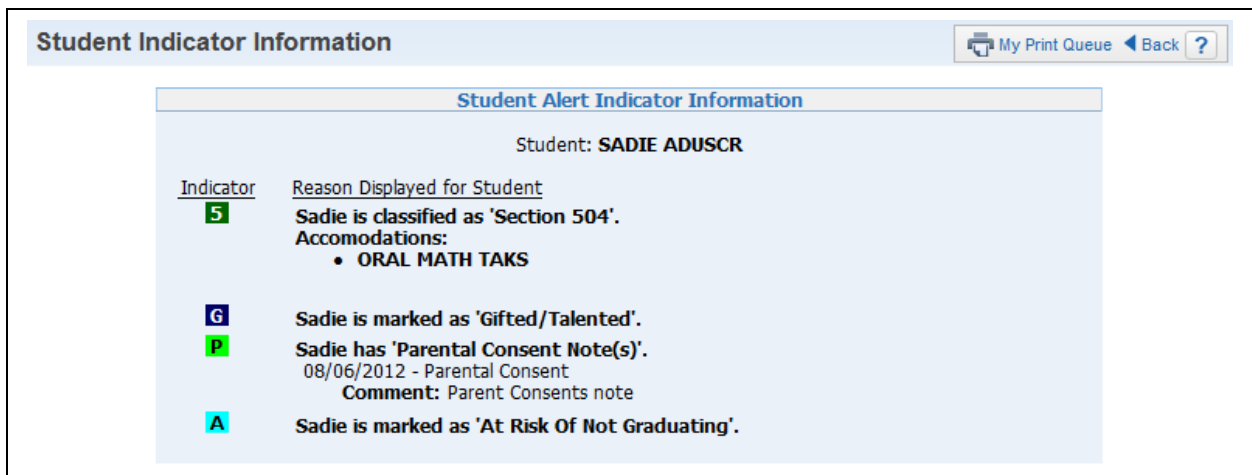 Student Indicator Information
My Print Queue Back ?
Student Alert Indicator Information
Student: SADIE ADUSCR
Indicator Reason Displayed for Student
5 Sadie is classified as 'Section 504'.
Accomodations:
• ORAL MATH TAKS
G Sadie is marked as 'Gifted/Talented'.
P Sadie has 'Parental Consent Note(s)'.
08/06/2012 - Parental Consent
Comment: Parent Consents note
A Sadie is marked as 'At Risk Of Not Graduating'.